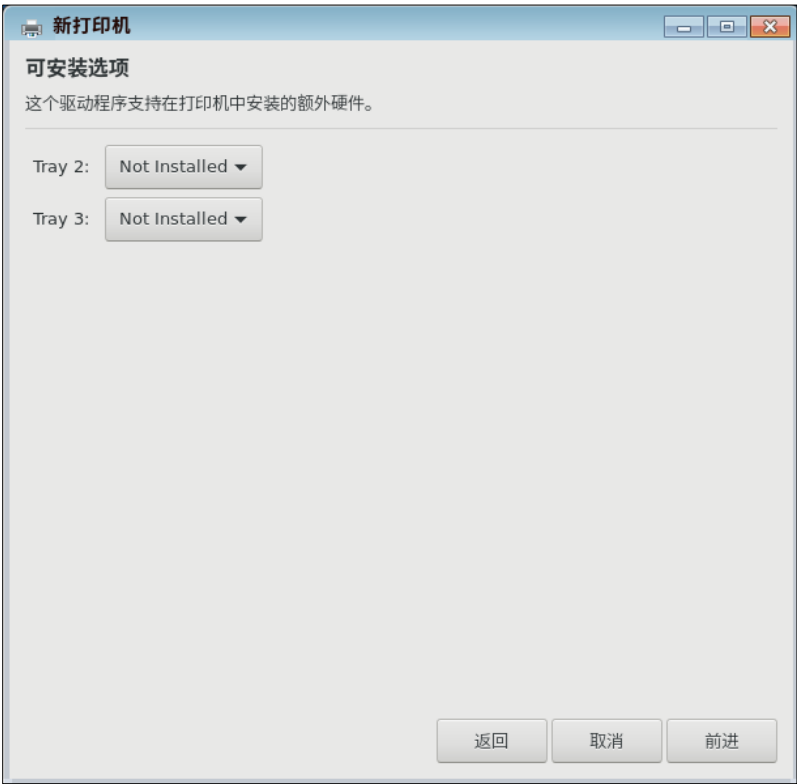 新打印机
可安装选项
这个驱动程序支持在打印机中安装的额外硬件。
Tray 2: Not Installed
Tray 3: Not Installed
返回 取消 前进